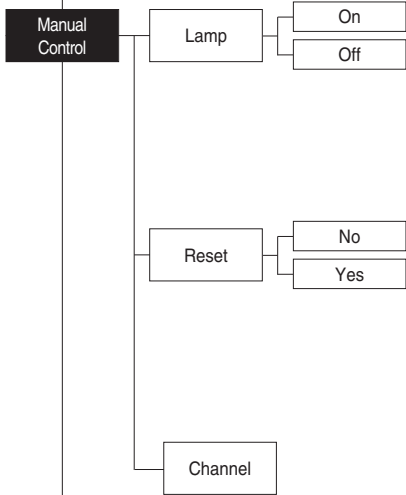 Manual
Control
Lamp
On
Off
Reset
No
Yes
Channel